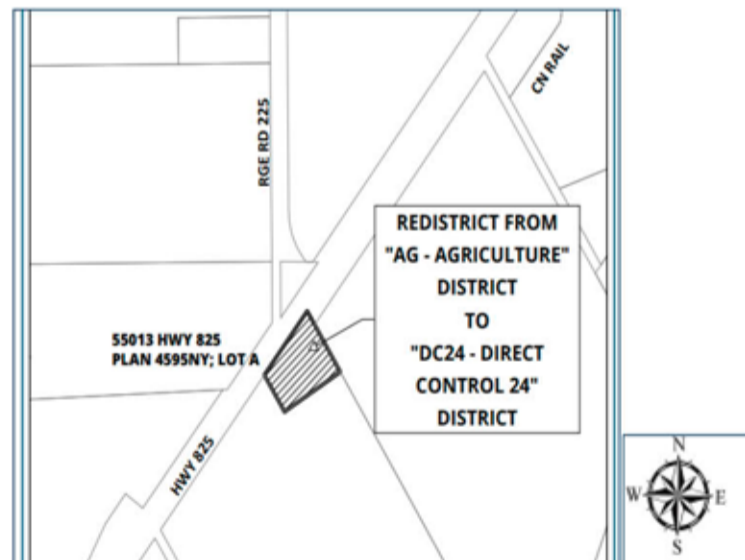 CN RAIL
RGE RD 225
REDISTRICT FROM
"AG - AGRICULTURE"
DISTRICT
TO
"DC24 - DIRECT
CONTROL 24"
DISTRICT
55013 HWY 825
PLAN 4595NY; LOT A
HWY 825
N
W E
S